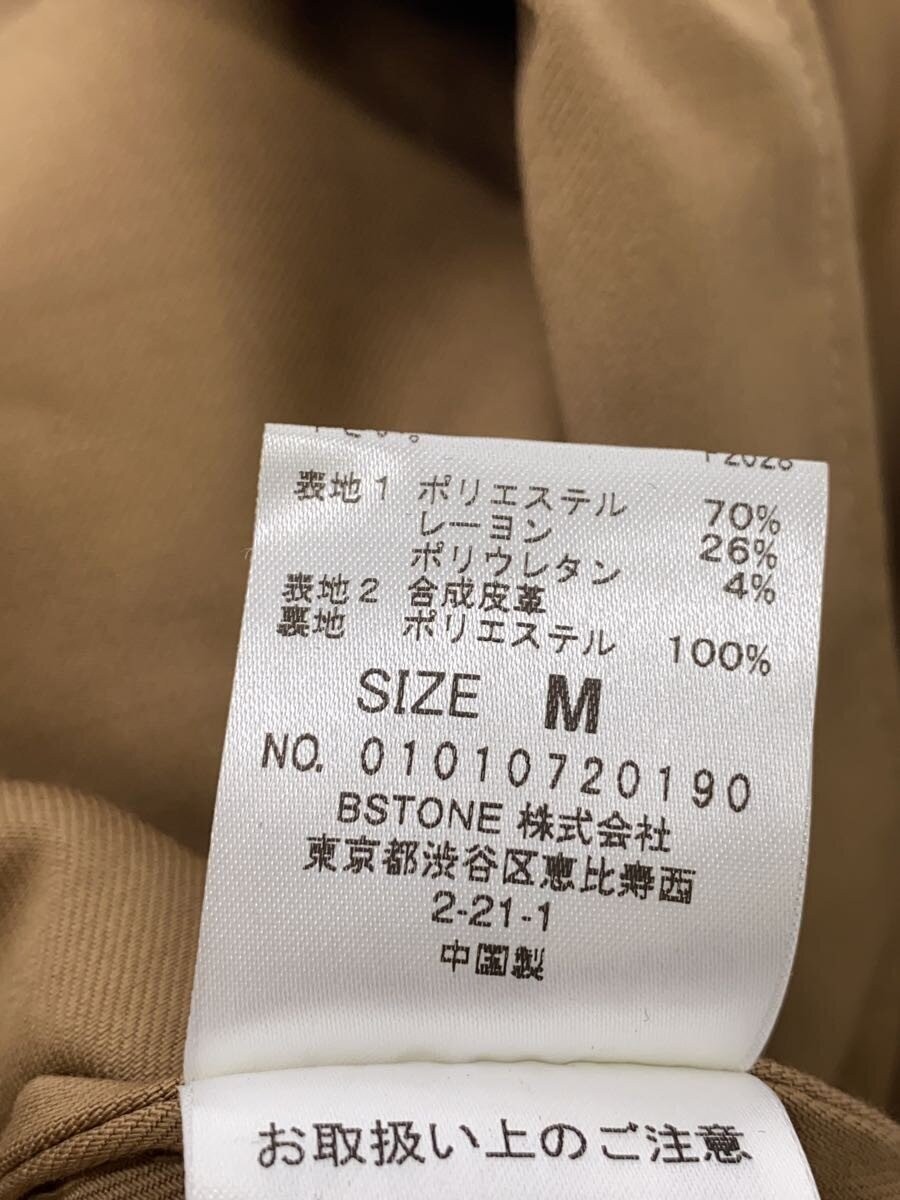 表地1 ポリエステル 70%
レーヨン 26%
ポリウレタン 4%
表地2 合成皮革
裏地 ポリエステル 100%
SIZE M
NO. 01010720190
BSTONE 株式会社
東京都渋谷区恵比寿西
2-21-1
中国製
お取扱い上のご注意